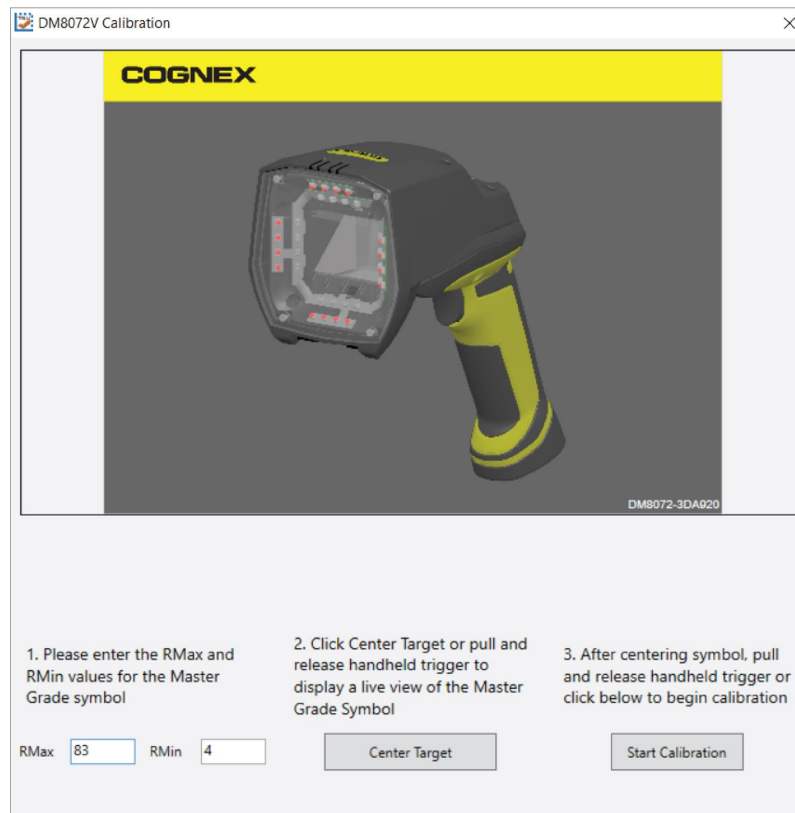 DM8072V Calibration
COGNEX
DM8072-3DA920
1. Please enter the RMax and
RMin values for the Master
Grade symbol
RMax 83 RMin 4
2. Click Center Target or pull and
release handheld trigger to
display a live view of the Master
Grade Symbol
Center Target
3. After centering symbol, pull
and release handheld trigger or
click below to begin calibration
Start Calibration